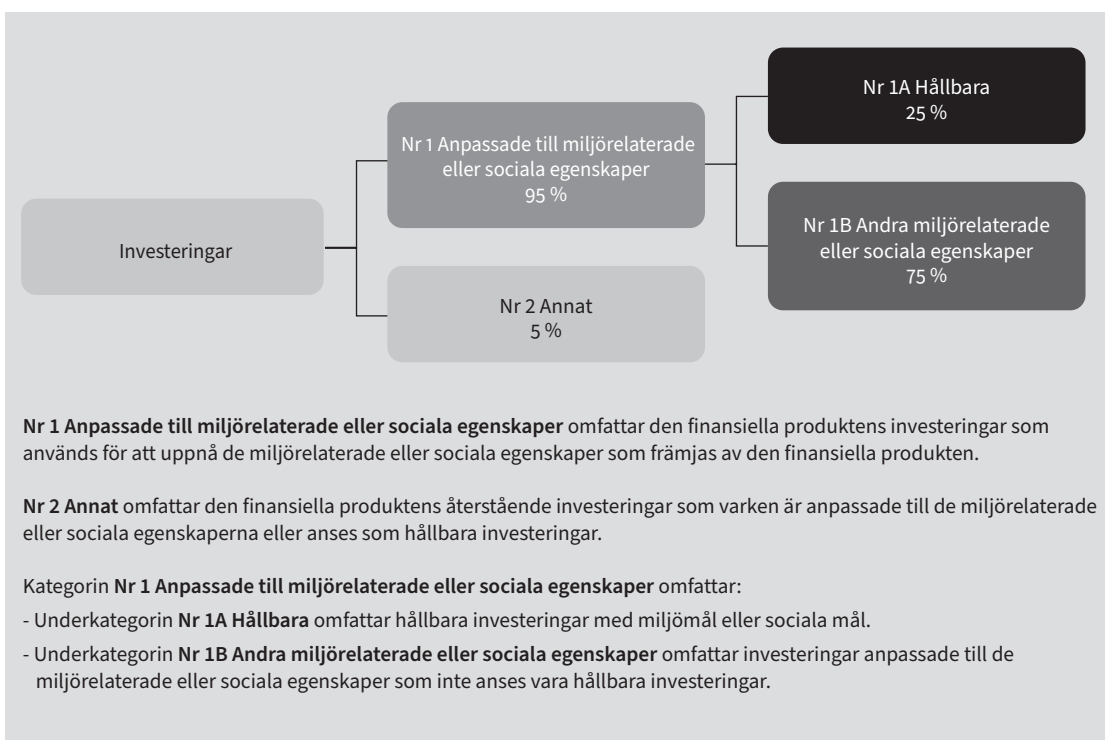 Investeringar
Nr 1 Anpassade till miljörelaterade
eller sociala egenskaper
95 %
Nr 2 Annat
5 %
Nr 1A Hållbara
25 %
Nr 1B Andra miljörelaterade
eller sociala egenskaper
75 %
Nr 1 Anpassade till miljörelaterade eller sociala egenskaper omfattar den finansiella produktens investeringar som
används för att uppnå de miljörelaterade eller sociala egenskaper som främjas av den finansiella produkten.
Nr 2 Annat omfattar den finansiella produktens återstående investeringar som varken är anpassade till de miljörelaterade
eller sociala egenskaperna eller anses som hållbara investeringar.
Kategorin Nr 1 Anpassade till miljörelaterade eller sociala egenskaper omfattar:
- Underkategorin Nr 1A Hållbara omfattar hållbara investeringar med miljömål eller sociala mål.
- Underkategorin Nr 1B Andra miljörelaterade eller sociala egenskaper omfattar investeringar anpassade till de
miljörelaterade eller sociala egenskaper som inte anses vara hållbara investeringar.